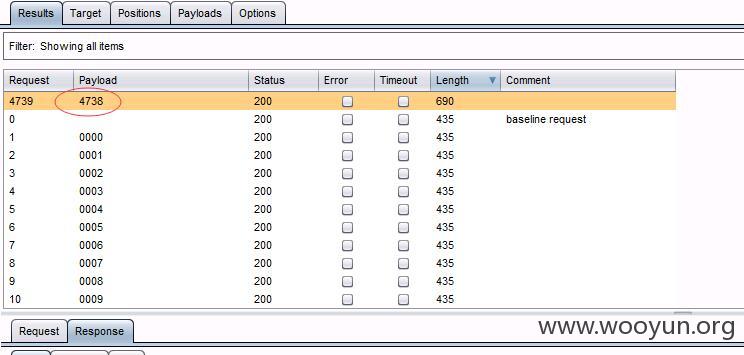 Results Target Positions Payloads Options
Filter: Showing all items
Request Payload Status Error Timeout Length Comment
4739 4738 200 690
0 200 435 baseline request
1 0000 200 435
2 0001 200 435
3 0002 200 435
4 0003 200 435
5 0004 200 435
6 0005 200 435
7 0006 200 435
8 0007 200 435
9 0008 200 435
10 0009 200 435
Request Response
www.wooyun.org